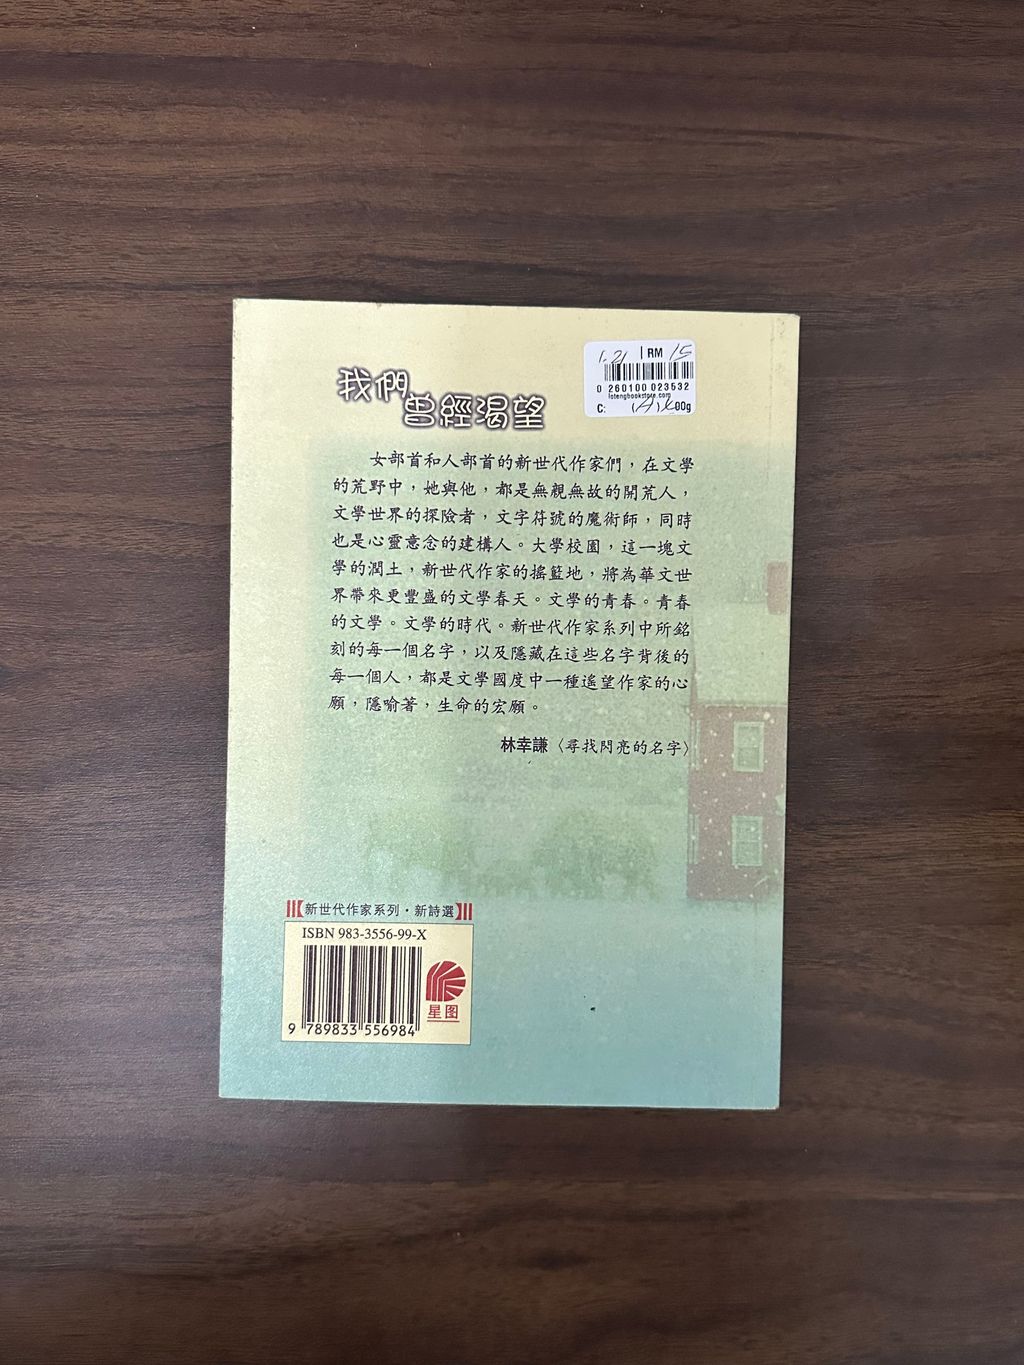 我們
曾經渴望
RM 15
0 260100 023532
lotengbookstore.com
C:
00g
女部首和人部首的新世代作家們，在文學
的荒野中，她與他，都是無親無故的開荒人，
文學世界的探險者，文字符號的魔術師，同時
也是心靈意念的建構人。大學校園，這一塊文
學的潤土，新世代作家的搖籃地，將為華文世
界帶來更豐盛的文學春天。文學的青春。青春
的文學。文學的時代。新世代作家系列中所銘
刻的每一個名字，以及隱藏在這些名字背後的
每一個人，都是文學國度中一種遙望作家的心
願，隱喻著，生命的宏願。
林幸謙〈尋找閃亮的名字〉
新世代作家系列·新詩選
ISBN 983-3556-99-X
9 789833 556984
星图